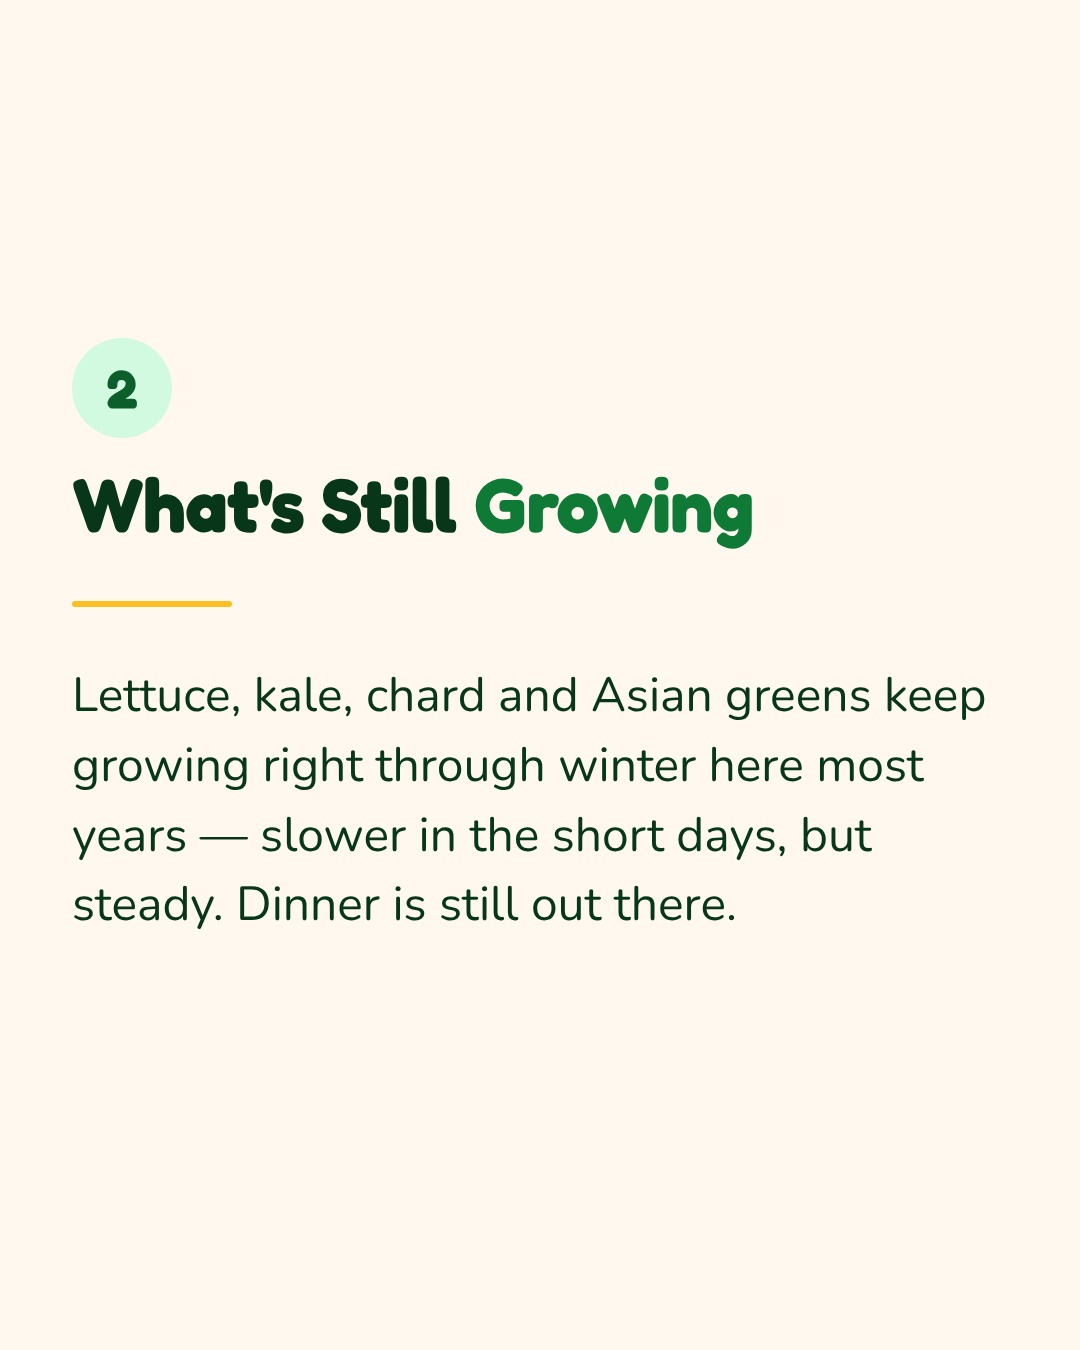 2
What's Still Growing
Lettuce, kale, chard and Asian greens keep
growing right through winter here most
years — slower in the short days, but
steady. Dinner is still out there.